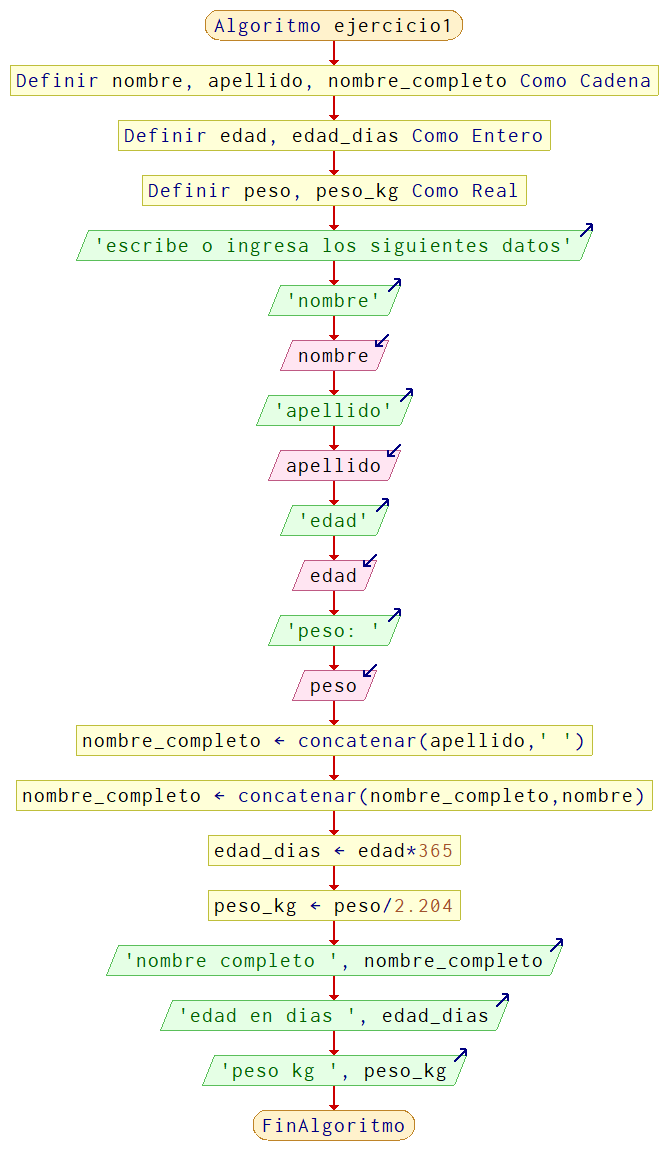 Algoritmo ejercicio1
Definir nombre, apellido, nombre_completo Como Cadena
Definir edad, edad_dias Como Entero
Definir peso, peso_kg Como Real
'escribe o ingresa los siguientes datos'
'nombre'
nombre
'apellido'
apellido
'edad'
edad
'peso: '
peso
nombre_completo ← concatenar(apellido,' ')
nombre_completo ← concatenar(nombre_completo,nombre)
edad_dias ← edad*365
peso_kg ← peso/2.204
'nombre completo ', nombre_completo
'edad en dias ', edad_dias
'peso kg ', peso_kg
FinAlgoritmo